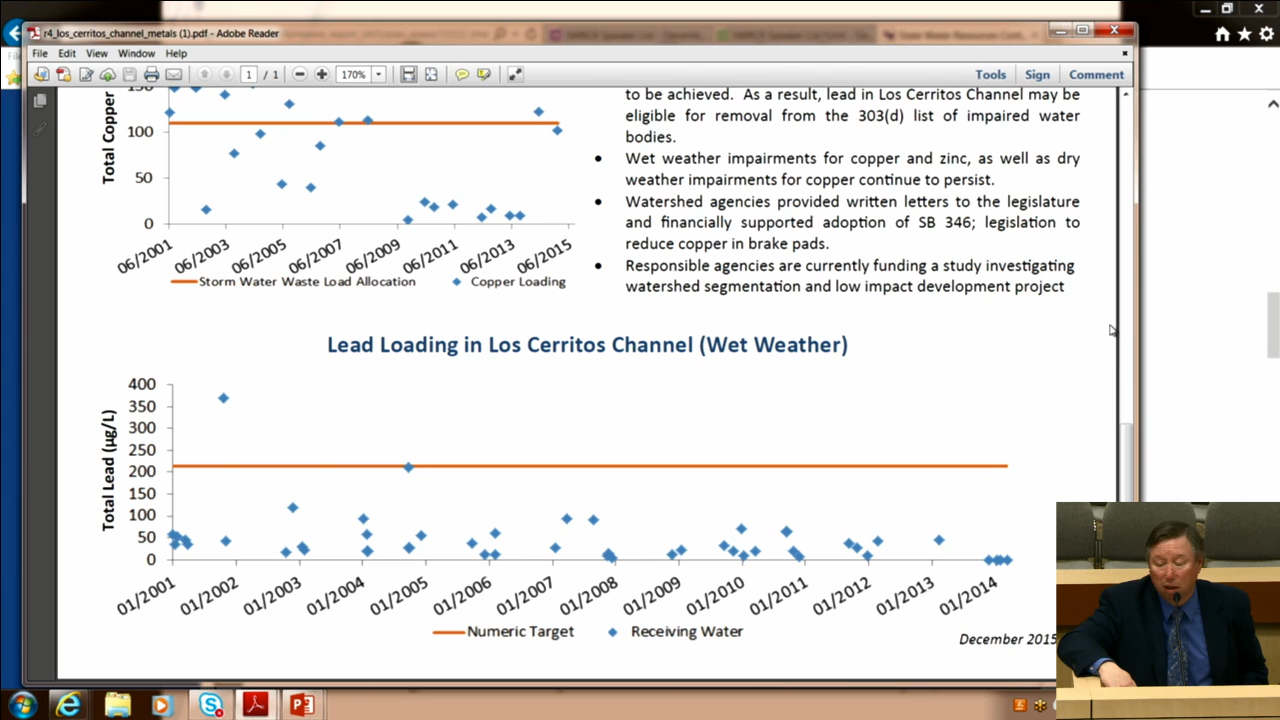 r4_los_cerritos_channel_metals (1).pdf - Adobe Reader
File Edit View Window Help
1 / 1 170%
Tools Sign Comment
Total Copper
150
100
50
0
06/2001 06/2003 06/2005 06/2007 06/2009 06/2011 06/2013 06/2015
Storm Water Waste Load Allocation Copper Loading
to be achieved. As a result, lead in Los Cerritos Channel may be
eligible for removal from the 303(d) list of impaired water
bodies.
• Wet weather impairments for copper and zinc, as well as dry
weather impairments for copper continue to persist.
• Watershed agencies provided written letters to the legislature
and financially supported adoption of SB 346; legislation to
reduce copper in brake pads.
• Responsible agencies are currently funding a study investigating
watershed segmentation and low impact development project
Lead Loading in Los Cerritos Channel (Wet Weather)
Total Lead (µg/L)
400
350
300
250
200
150
100
50
0
01/2001 01/2002 01/2003 01/2004 01/2005 01/2006 01/2007 01/2008 01/2009 01/2010 01/2011 01/2012 01/2013 01/2014
Numeric Target Receiving Water
December 2015